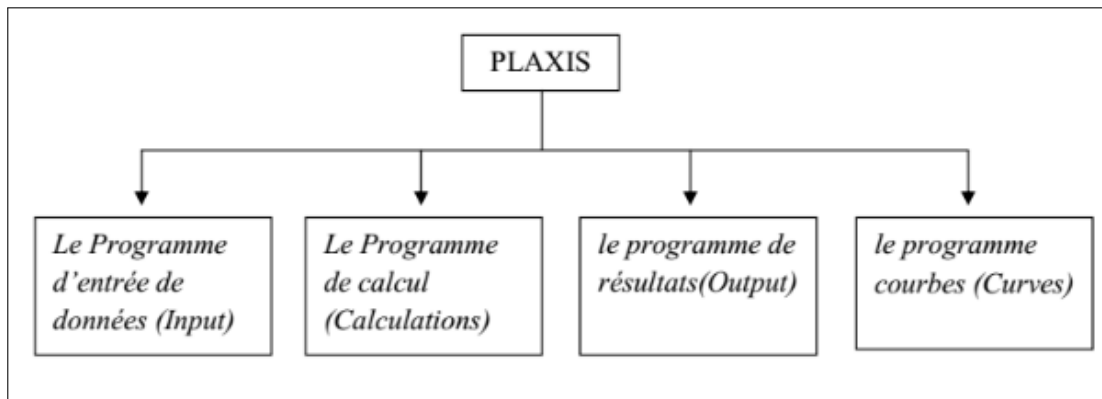 PLAXIS
Le Programme
d’entrée de
données (Input)
Le Programme
de calcul
(Calculations)
le programme de
résultats(Output)
le programme
courbes (Curves)